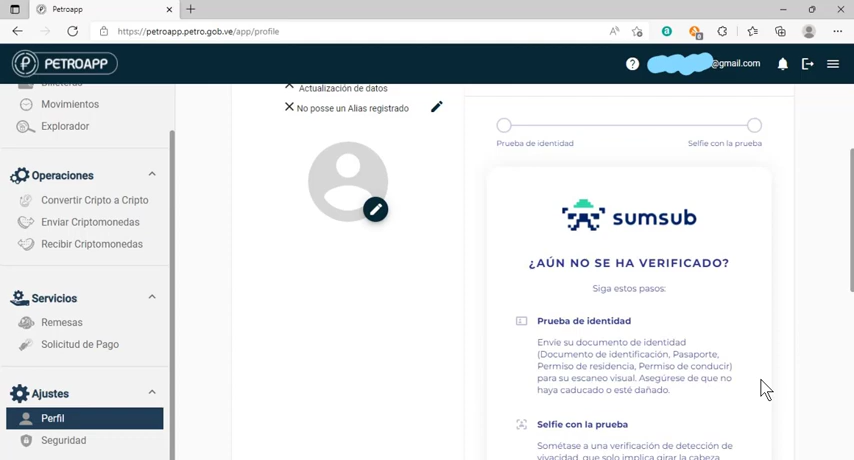 Petroapp
https://petroapp.petro.gob.ve/app/profile
PETROAPP
@gmail.com
Billeteras
Movimientos
Explorador
Operaciones
Convertir Cripto a Cripto
Enviar Criptomonedas
Recibir Criptomonedas
Servicios
Remesas
Solicitud de Pago
Ajustes
Perfil
Seguridad
Actualización de datos
No posse un Alias registrado
Prueba de identidad
Selfie con la prueba
sumsub
¿AÚN NO SE HA VERIFICADO?
Siga estos pasos:
Prueba de identidad
Envíe su documento de identidad
(Documento de identificación, Pasaporte,
Permiso de residencia, Permiso de conducir)
para su escaneo visual. Asegúrese de que no
haya caducado o esté dañado.
Selfie con la prueba
Sométase a una verificación de detección de
vivacidad, que solo implica girar la cabeza